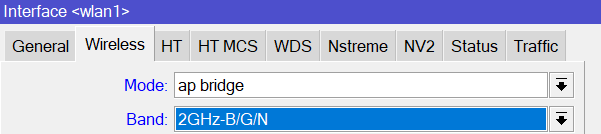 Interface <wlan1>
General Wireless HT HT MCS WDS Nstreme NV2 Status Traffic
Mode: ap bridge
Band: 2GHz-B/G/N